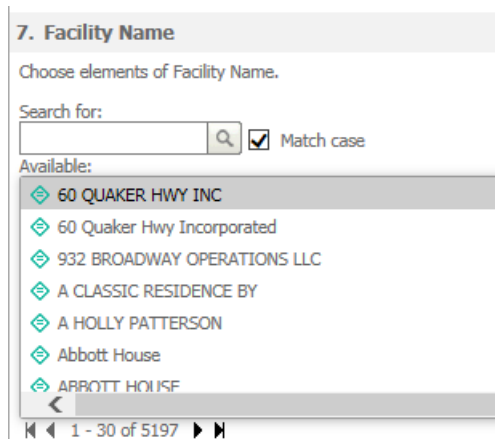 7. Facility Name
Choose elements of Facility Name.
Search for:
Match case
Available:
60 QUAKER HWY INC
60 Quaker Hwy Incorporated
932 BROADWAY OPERATIONS LLC
A CLASSIC RESIDENCE BY
A HOLLY PATTERSON
Abbott House
ABBOTT HOUSE
1 - 30 of 5197